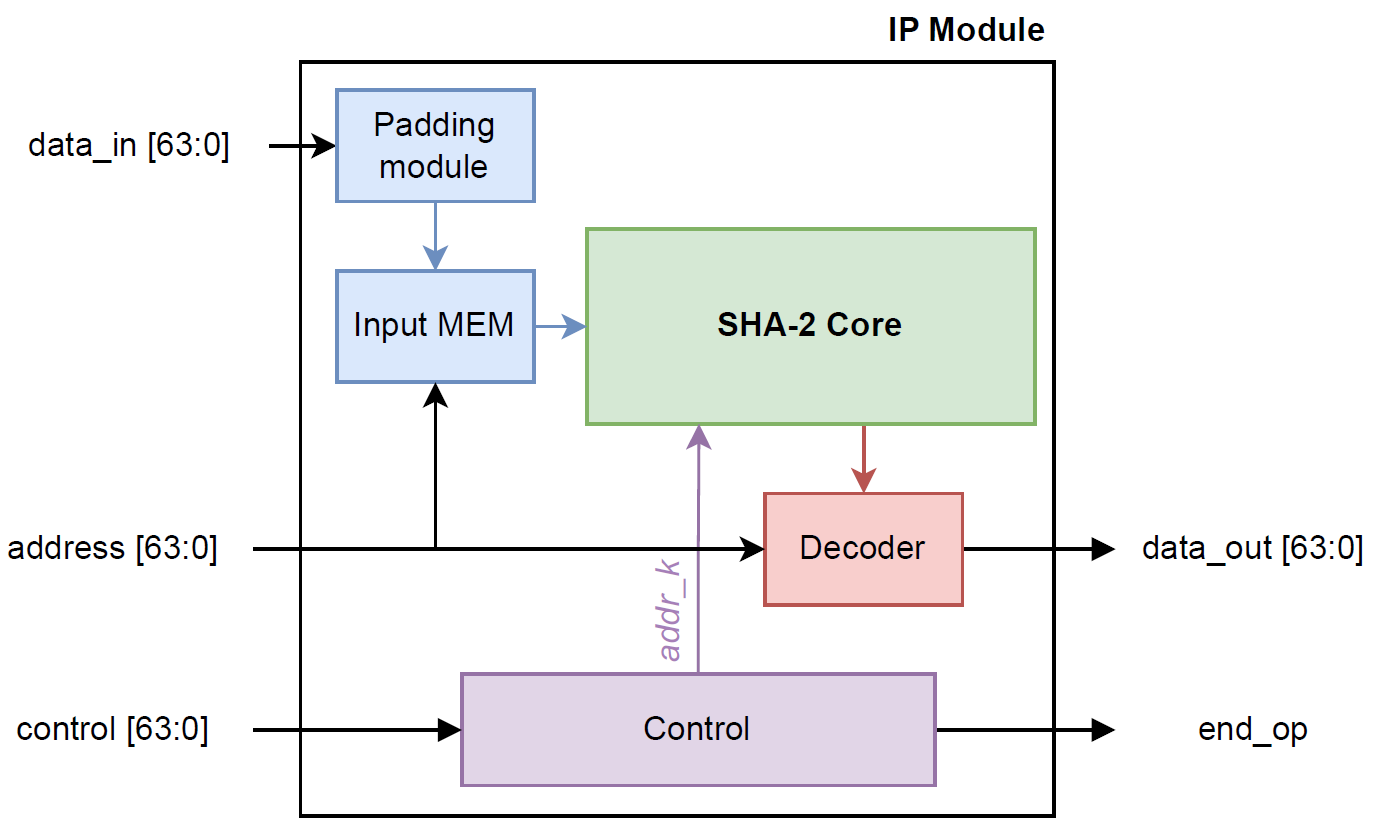 IP Module
data_in [63:0]
Padding
module
Input MEM
SHA-2 Core
address [63:0]
Decoder
data_out [63:0]
addr_k
control [63:0]
Control
end_op